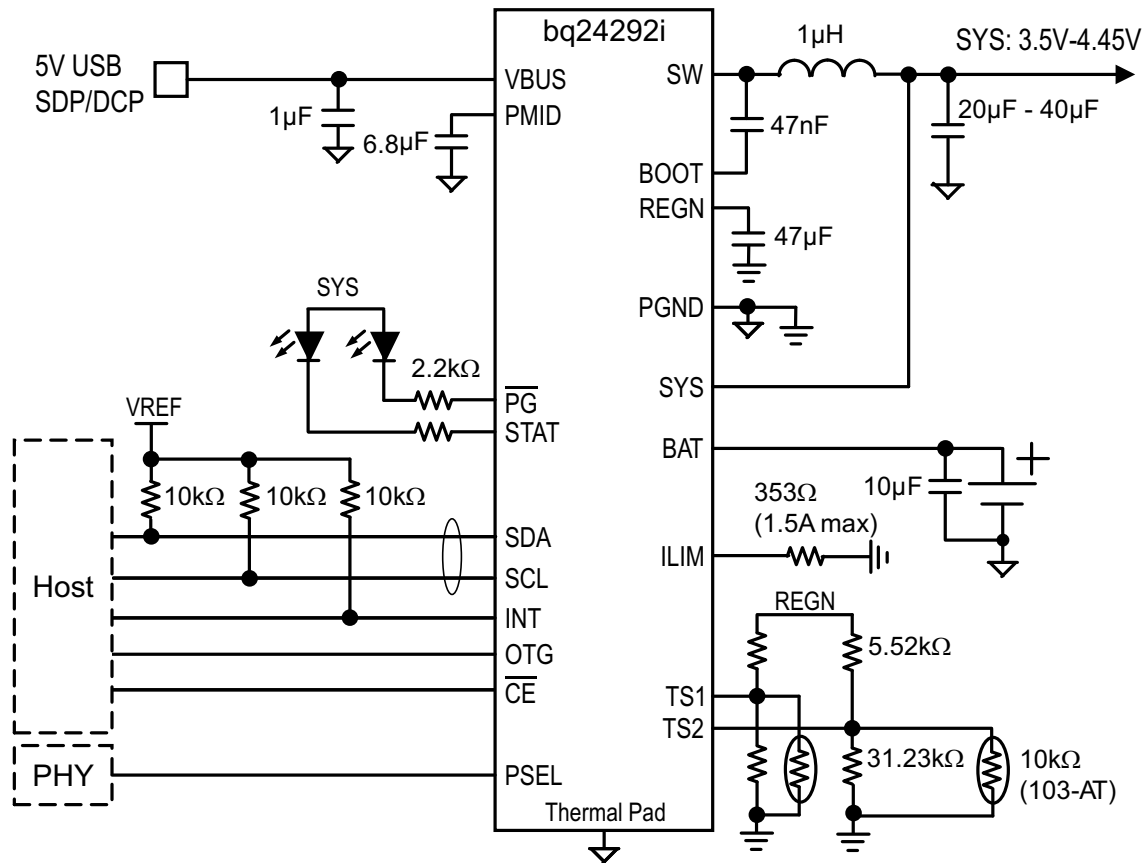 bq24292i
5V USB
SDP/DCP
VBUS
PMID
1µF
6.8µF
SW
1µH
SYS: 3.5V-4.45V
47nF
20µF - 40µF
BOOT
REGN
47µF
PGND
SYS
SYS
2.2kΩ
PG
STAT
BAT
10µF
VREF
10kΩ
10kΩ
10kΩ
353Ω
(1.5A max)
ILIM
Host
SDA
SCL
INT
OTG
CE
REGN
5.52kΩ
TS1
TS2
31.23kΩ
10kΩ
(103-AT)
PHY
PSEL
Thermal Pad